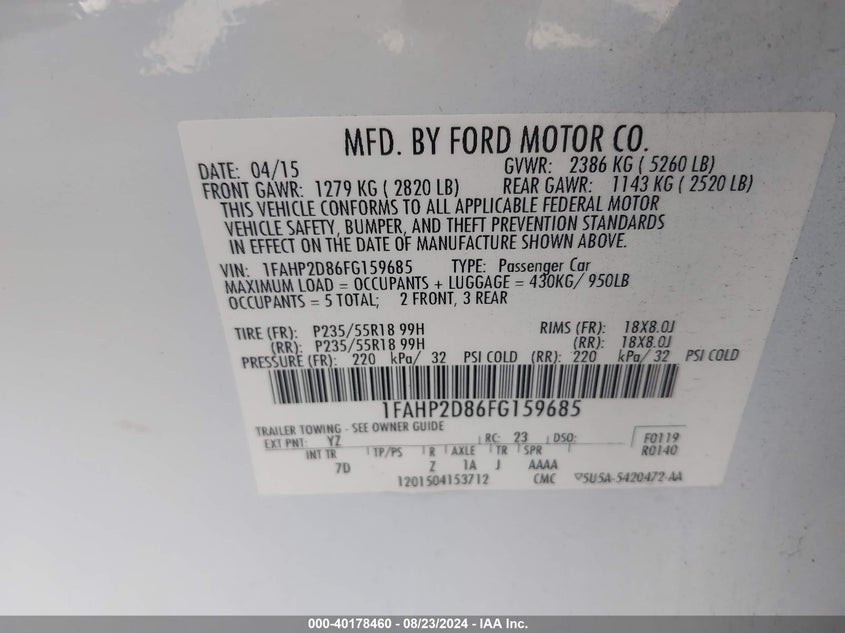 MFD. BY FORD MOTOR CO.
DATE: 04/15 GVWR: 2386 KG ( 5260 LB)
FRONT GAWR: 1279 KG ( 2820 LB) REAR GAWR: 1143 KG ( 2520 LB)
THIS VEHICLE CONFORMS TO ALL APPLICABLE FEDERAL MOTOR
VEHICLE SAFETY, BUMPER, AND THEFT PREVENTION STANDARDS
IN EFFECT ON THE DATE OF MANUFACTURE SHOWN ABOVE.
VIN: 1FAHP2D86FG159685 TYPE: Passenger Car
MAXIMUM LOAD = OCCUPANTS + LUGGAGE = 430KG/ 950LB
OCCUPANTS = 5 TOTAL; 2 FRONT, 3 REAR
TIRE (FR): P235/55R18 99H RIMS (FR): 18X8.0J
(RR): P235/55R18 99H (RR): 18X8.0J
PRESSURE (FR): 220 kPa/ 32 PSI COLD (RR): 220 kPa/ 32 PSI COLD
1FAHP2D86FG159685
TRAILER TOWING - SEE OWNER GUIDE
EXT PNT: YZ RC: 23 DSO: F0119
INT TR TP/PS R AXLE TR SPR R0140
7D Z 1A J AAAA
1201504153712 CMC ▽5U5A-5420472-AA
000-40178460 - 08/23/2024 - IAA Inc.